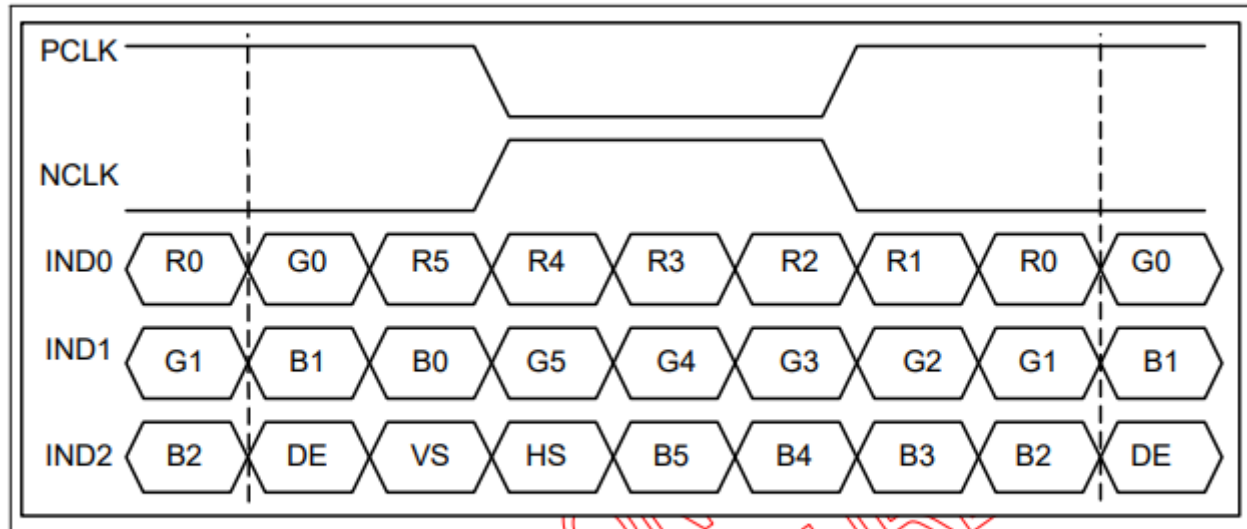 PCLK
NCLK
IND0 R0 G0 R5 R4 R3 R2 R1 R0 G0
IND1 G1 B1 B0 G5 G4 G3 G2 G1 B1
IND2 B2 DE VS HS B5 B4 B3 B2 DE